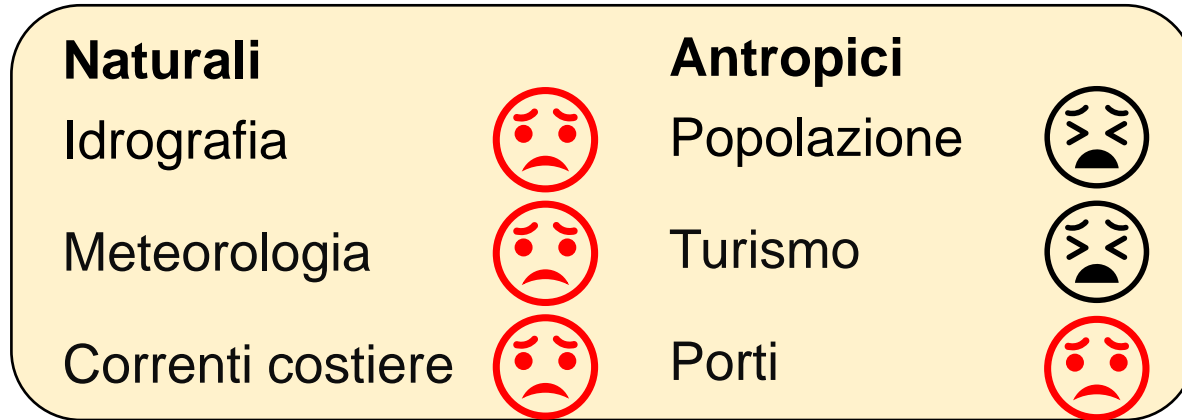 Naturali
Idrografia
Meteorologia
Correnti costiere
Antropici
Popolazione
Turismo
Porti